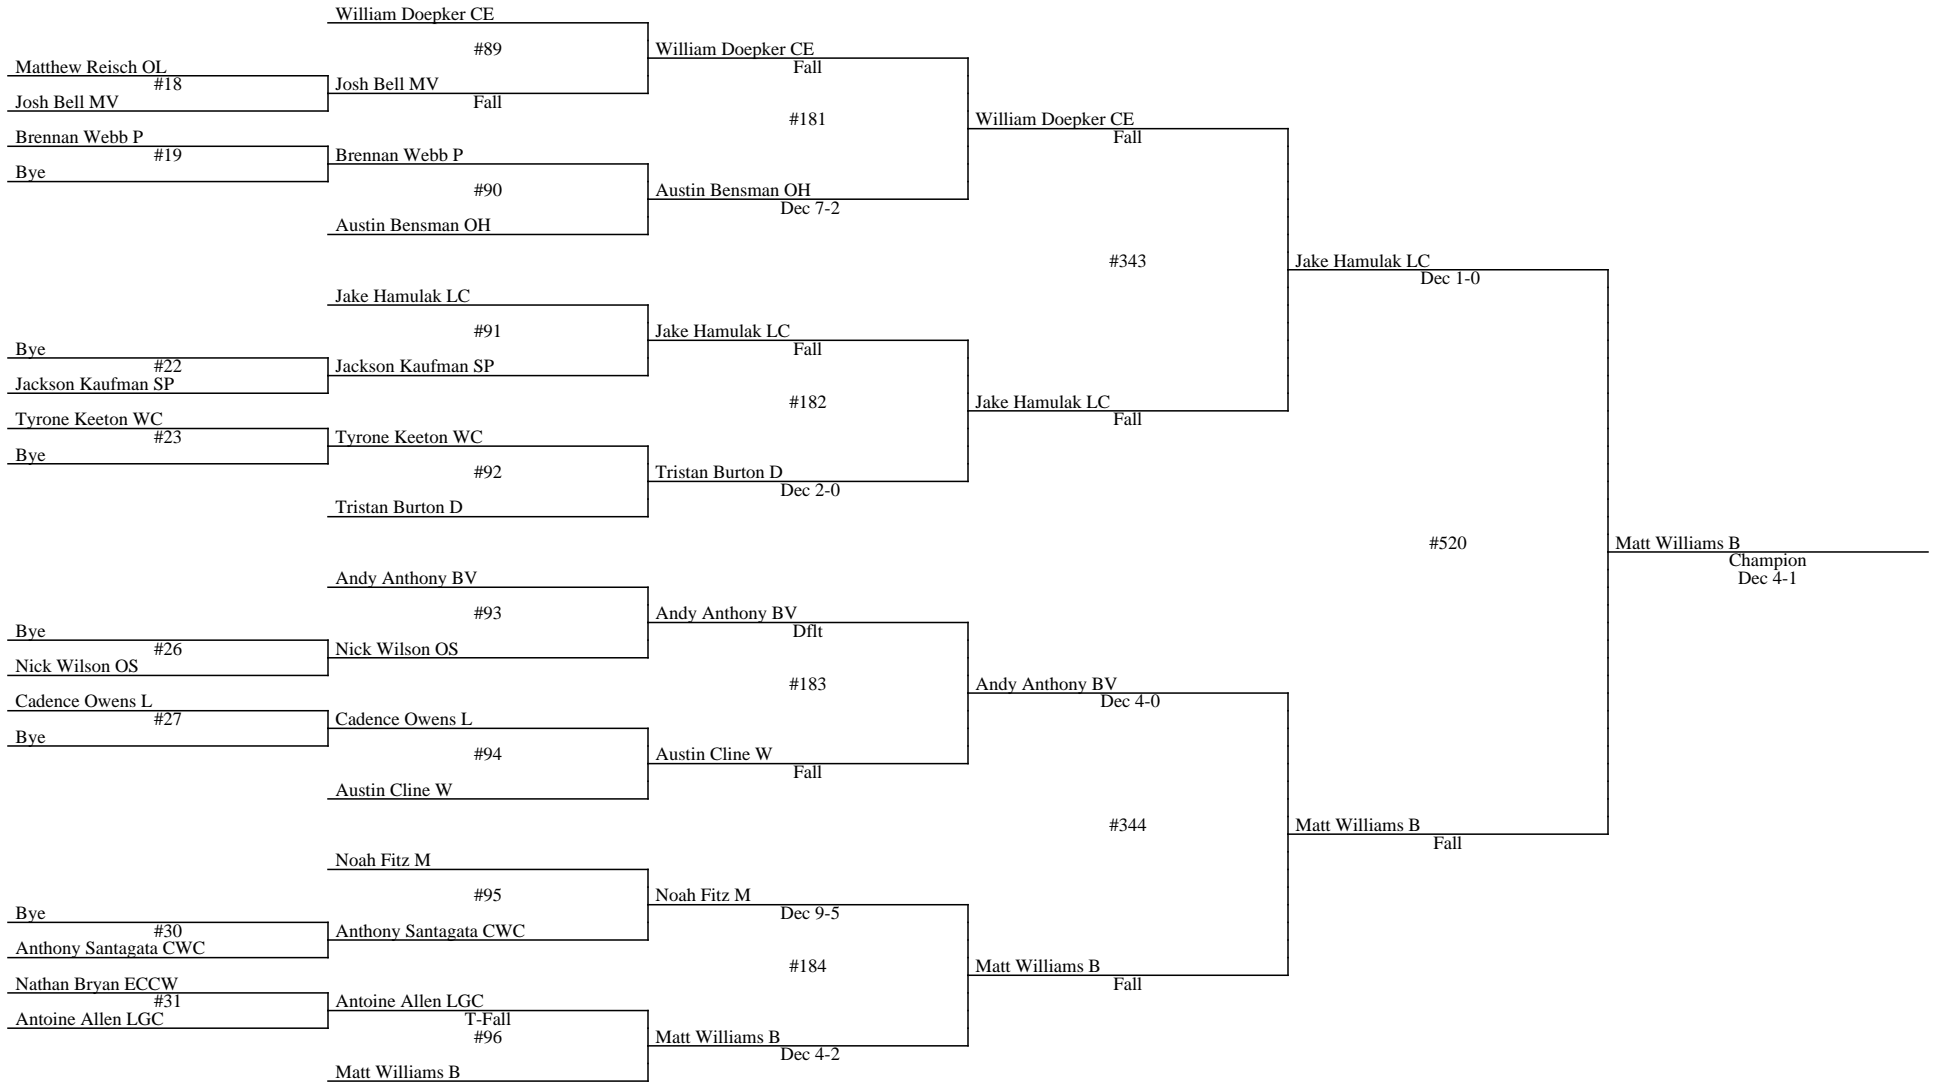 William Doepker CE
#89
William Doepker CE
Fall
Matthew Reisch OL
#18
Josh Bell MV
Josh Bell MV
Fall
#181
William Doepker CE
Fall
Brennan Webb P
#19
Bye
Brennan Webb P
#90
Austin Bensman OH
Dec 7-2
Austin Bensman OH
#343
Jake Hamulak LC
Dec 1-0
Jake Hamulak LC
#91
Jake Hamulak LC
Fall
Bye
#22
Jackson Kaufman SP
Jackson Kaufman SP
#182
Jake Hamulak LC
Fall
Tyrone Keeton WC
#23
Bye
Tyrone Keeton WC
#92
Tristan Burton D
Dec 2-0
Tristan Burton D
#520
Matt Williams B
Champion
Dec 4-1
Andy Anthony BV
#93
Andy Anthony BV
Dflt
Bye
#26
Nick Wilson OS
Nick Wilson OS
#183
Andy Anthony BV
Dec 4-0
Cadence Owens L
#27
Bye
Cadence Owens L
#94
Austin Cline W
Fall
Austin Cline W
#344
Matt Williams B
Fall
Noah Fitz M
#95
Noah Fitz M
Dec 9-5
Bye
#30
Anthony Santagata CWC
Anthony Santagata CWC
#184
Matt Williams B
Fall
Nathan Bryan ECCW
#31
Antoine Allen LGC
Antoine Allen LGC
T-Fall
#96
Matt Williams B
Dec 4-2
Matt Williams B